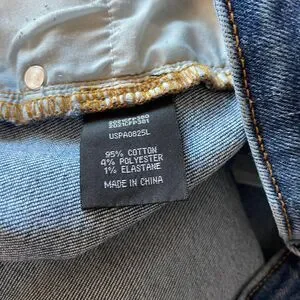 USPA0825L
95% COTTON
4% POLYESTER
1% ELASTANE
MADE IN CHINA